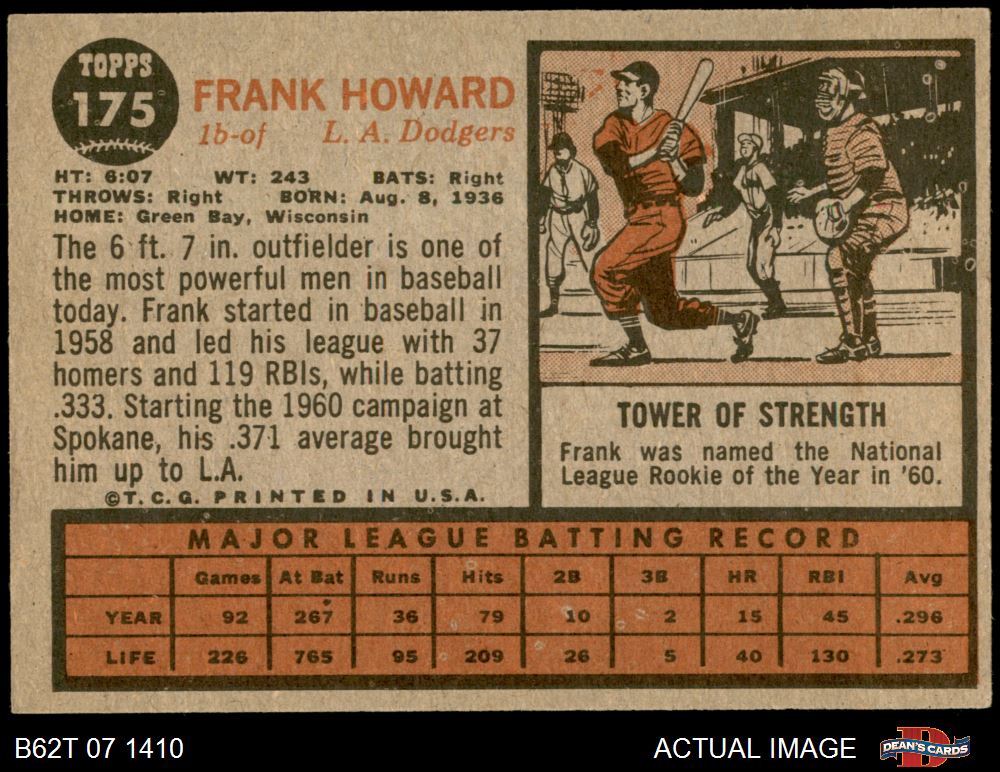 TOPPS
175
FRANK HOWARD
1b-of L. A. Dodgers
HT: 6:07 WT: 243 BATS: Right
THROWS: Right BORN: Aug. 8, 1936
HOME: Green Bay, Wisconsin
The 6 ft. 7 in. outfielder is one of
the most powerful men in baseball
today. Frank started in baseball in
1958 and led his league with 37
homers and 119 RBIs, while batting
.333. Starting the 1960 campaign at
Spokane, his .371 average brought
him up to L.A.
©T.C.G. PRINTED IN U.S.A.
TOWER OF STRENGTH
Frank was named the National
League Rookie of the Year in '60.
MAJOR LEAGUE BATTING RECORD
Games At Bat Runs Hits 2B 3B HR RBI Avg
YEAR 92 267 36 79 10 2 15 45 .296
LIFE 226 765 95 209 26 5 40 130 .273
B62T 07 1410 ACTUAL IMAGE DEAN'S CARDS